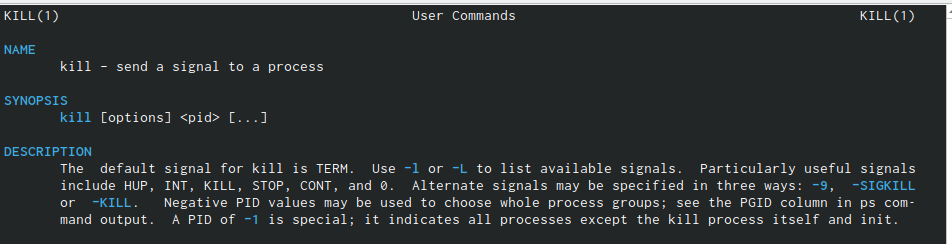 KILL(1) User Commands KILL(1)
NAME
kill - send a signal to a process
SYNOPSIS
kill [options] <pid> [...]
DESCRIPTION
The default signal for kill is TERM. Use -l or -L to list available signals. Particularly useful signals
include HUP, INT, KILL, STOP, CONT, and 0. Alternate signals may be specified in three ways: -9, -SIGKILL
or -KILL. Negative PID values may be used to choose whole process groups; see the PGID column in ps com-
mand output. A PID of -1 is special; it indicates all processes except the kill process itself and init.